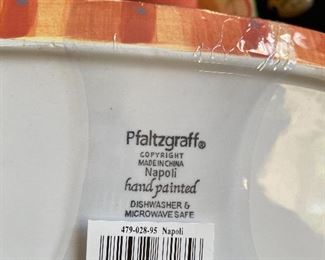 Pfaltzgraff®
COPYRIGHT
MADE IN CHINA
Napoli
hand painted
DISHWASHER &
MICROWAVE SAFE
479-028-95 Napoli